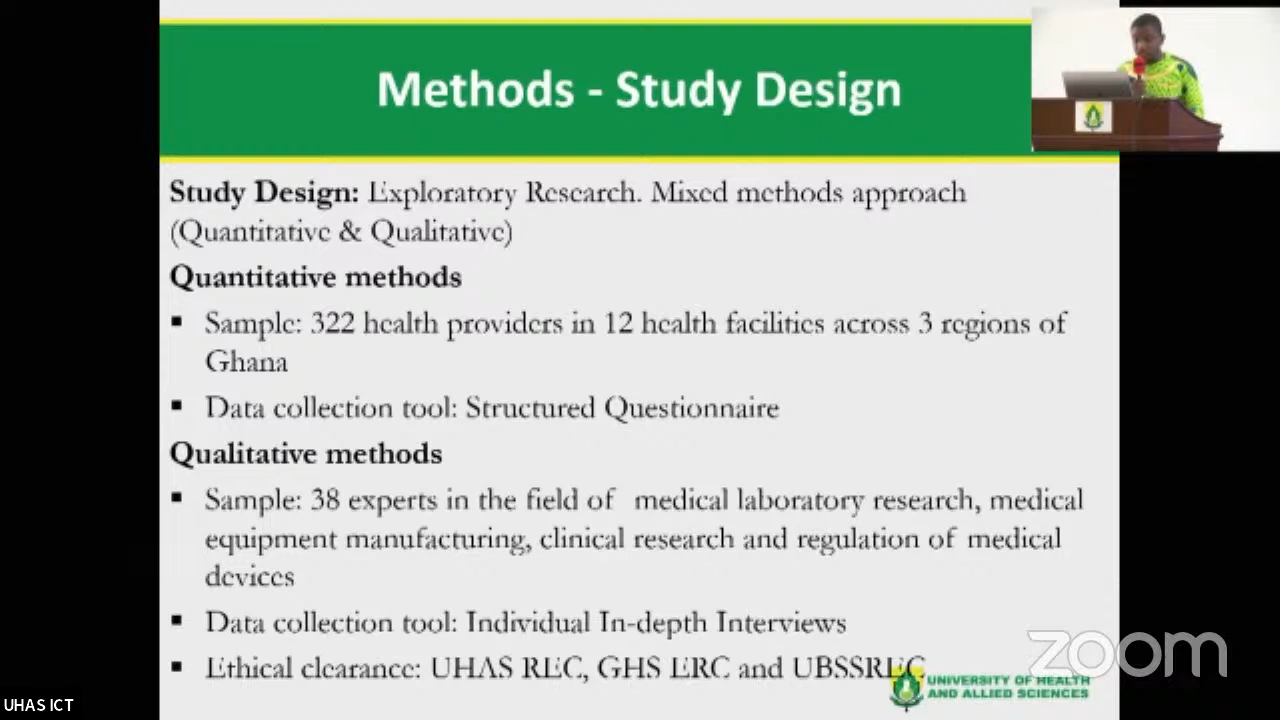 Methods - Study Design
Study Design: Exploratory Research. Mixed methods approach
(Quantitative & Qualitative)
Quantitative methods
▪ Sample: 322 health providers in 12 health facilities across 3 regions of
Ghana
▪ Data collection tool: Structured Questionnaire
Qualitative methods
▪ Sample: 38 experts in the field of medical laboratory research, medical
equipment manufacturing, clinical research and regulation of medical
devices
▪ Data collection tool: Individual In-depth Interviews
▪ Ethical clearance: UHAS REC, GHS ERC and UBSSREC
UNIVERSITY OF HEALTH
AND ALLIED SCIENCES
zoom
UHAS ICT